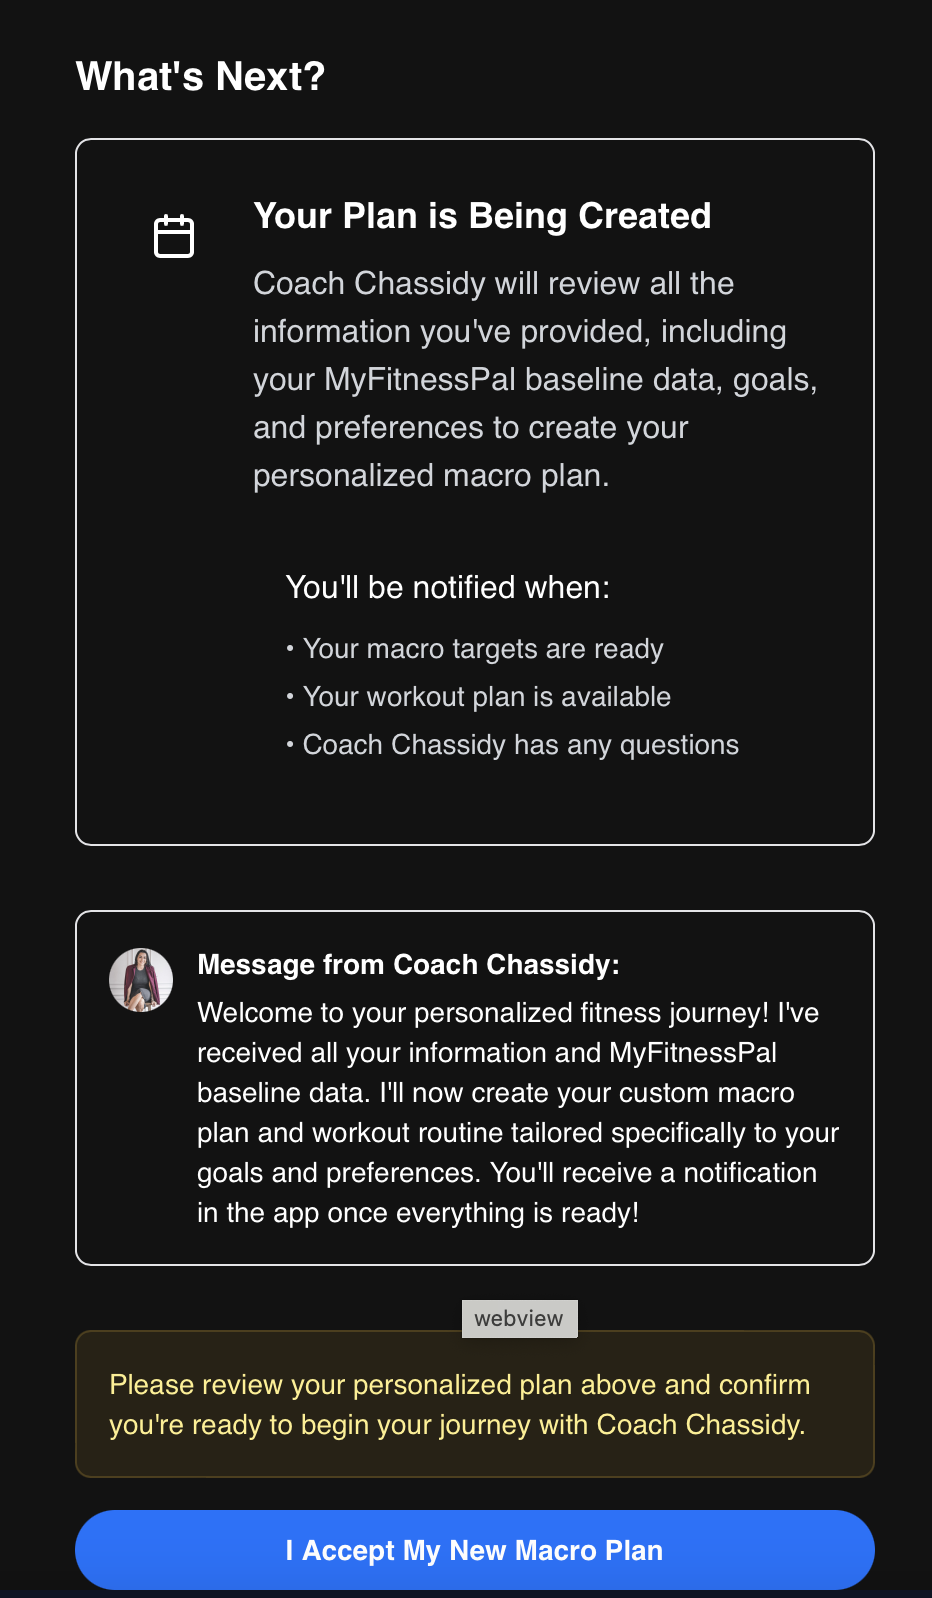 What's Next?
Your Plan is Being Created
Coach Chassidy will review all the
information you've provided, including
your MyFitnessPal baseline data, goals,
and preferences to create your
personalized macro plan.
You'll be notified when:
• Your macro targets are ready
• Your workout plan is available
• Coach Chassidy has any questions
Message from Coach Chassidy:
Welcome to your personalized fitness journey! I've
received all your information and MyFitnessPal
baseline data. I'll now create your custom macro
plan and workout routine tailored specifically to your
goals and preferences. You'll receive a notification
in the app once everything is ready!
webview
Please review your personalized plan above and confirm
you're ready to begin your journey with Coach Chassidy.
I Accept My New Macro Plan